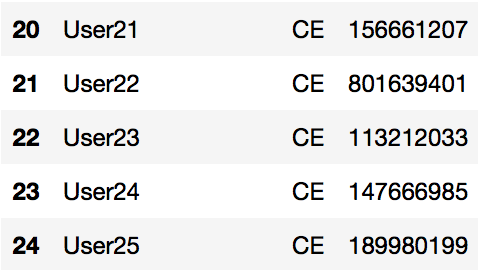 20 User21 CE 156661207
21 User22 CE 801639401
22 User23 CE 113212033
23 User24 CE 147666985
24 User25 CE 189980199